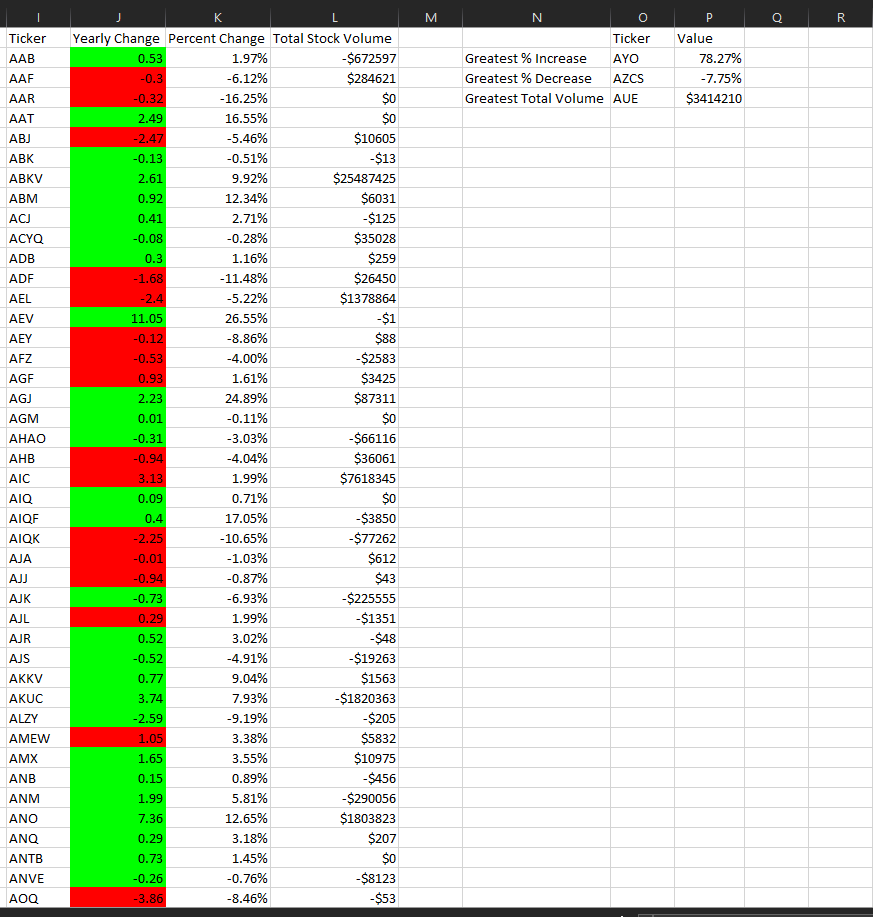 I J K L M N O P Q R
Ticker Yearly Change Percent Change Total Stock Volume Ticker Value
AAB 0.53 1.97% -$672597 Greatest % Increase AYO 78.27%
AAF -0.3 -6.12% $284621 Greatest % Decrease AZCS -7.75%
AAR -0.32 -16.25% $0 Greatest Total Volume AUE $3414210
AAT 2.49 16.55% $0
ABJ -2.47 -5.46% $10605
ABK -0.13 -0.51% -$13
ABKV 2.61 9.92% $25487425
ABM 0.92 12.34% $6031
ACJ 0.41 2.71% -$125
ACYQ -0.08 -0.28% $35028
ADB 0.3 1.16% $259
ADF -1.68 -11.48% $26450
AEL -2.4 -5.22% $1378864
AEV 11.05 26.55% -$1
AEY -0.12 -8.86% $88
AFZ -0.53 -4.00% -$2583
AGF 0.93 1.61% $3425
AGJ 2.23 24.89% $87311
AGM 0.01 -0.11% $0
AHAO -0.31 -3.03% -$66116
AHB -0.94 -4.04% $36061
AIC 3.13 1.99% $7618345
AIQ 0.09 0.71% $0
AIQF 0.4 17.05% -$3850
AIQK -2.25 -10.65% -$77262
AJA -0.01 -1.03% $612
AJJ -0.94 -0.87% $43
AJK -0.73 -6.93% -$225555
AJL 0.29 1.99% -$1351
AJR 0.52 3.02% -$48
AJS -0.52 -4.91% -$19263
AKKV 0.77 9.04% $1563
AKUC 3.74 7.93% -$1820363
ALZY -2.59 -9.19% -$205
AMEW 1.05 3.38% $5832
AMX 1.65 3.55% $10975
ANB 0.15 0.89% -$456
ANM 1.99 5.81% -$290056
ANO 7.36 12.65% $1803823
ANQ 0.29 3.18% $207
ANTB 0.73 1.45% $0
ANVE -0.26 -0.76% -$8123
AOQ -3.86 -8.46% -$53